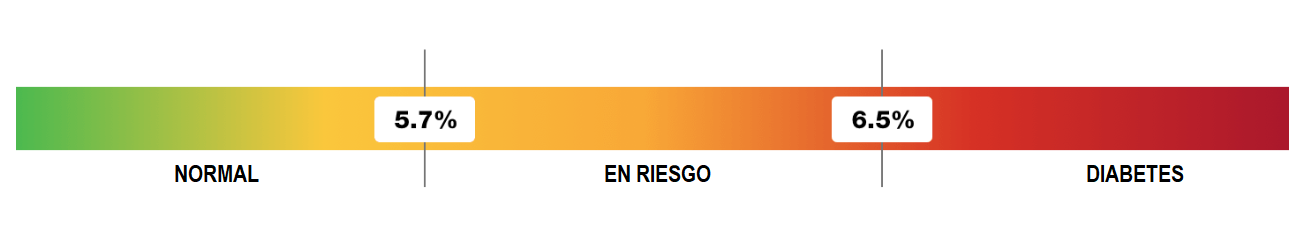 5.7% 6.5%
NORMAL EN RIESGO DIABETES